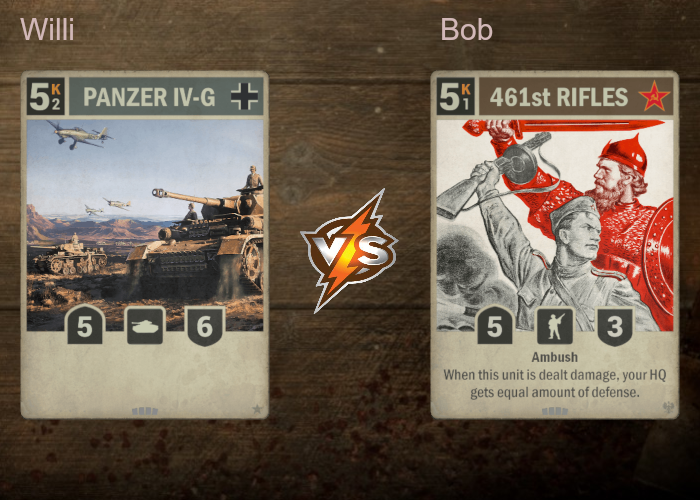 Willi
Bob
5 K 2 PANZER IV-G
5 6
VS
5 K 1 461st RIFLES
5 3
Ambush
When this unit is dealt damage, your HQ
gets equal amount of defense.